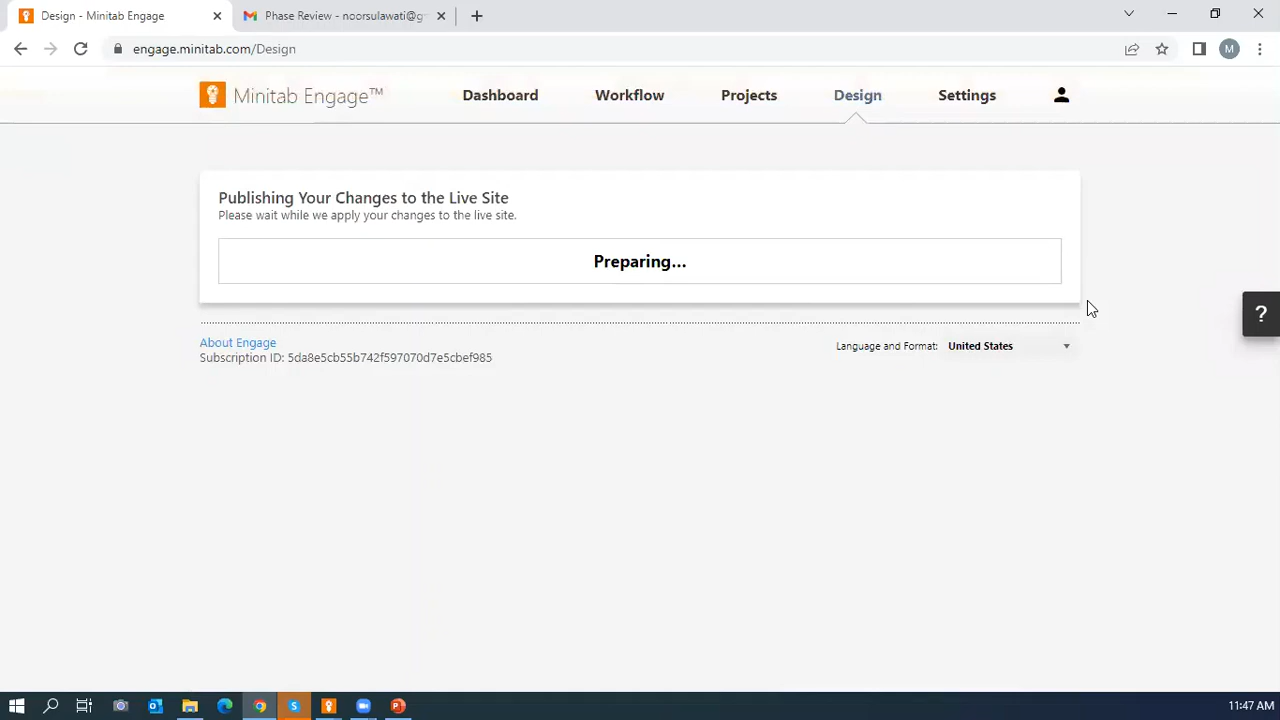 Design - Minitab Engage
Phase Review - noorsulawati@g
engage.minitab.com/Design
M
Minitab Engage™
Dashboard
Workflow
Projects
Design
Settings
Publishing Your Changes to the Live Site
Please wait while we apply your changes to the live site.
Preparing...
?
About Engage
Language and Format: United States
Subscription ID: 5da8e5cb55b742f597070d7e5cbef985
11:47 AM